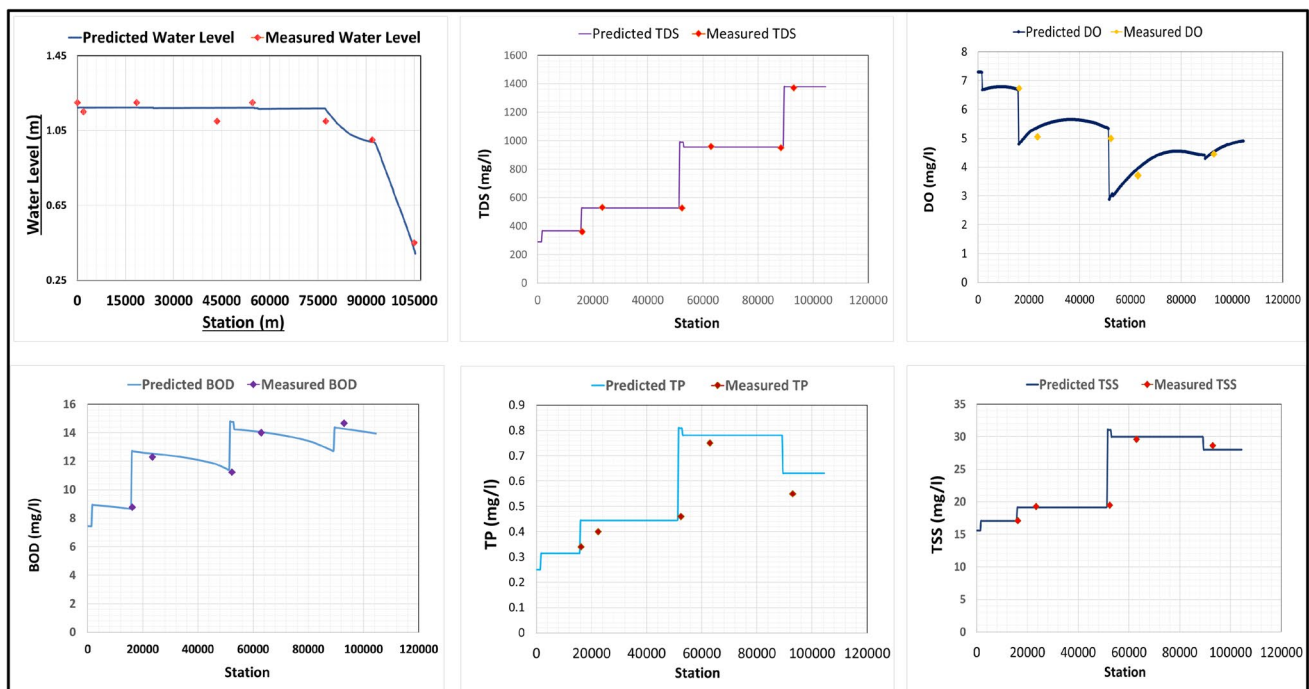 Predicted Water Level Measured Water Level
1.45
1.05
0.65
0.25
Water Level (m)
0 15000 30000 45000 60000 75000 90000 105000
Station (m)
Predicted TDS Measured TDS
1600
1400
1200
1000
800
600
400
200
0
TDS (mg/l)
0 20000 40000 60000 80000 100000 120000
Station
Predicted DO Measured DO
8
7
6
5
4
3
2
1
0
DO (mg/l)
0 20000 40000 60000 80000 100000 120000
Station
Predicted BOD Measured BOD
16
14
12
10
8
6
4
2
0
BOD (mg/l)
0 20000 40000 60000 80000 100000 120000
Station
Predicted TP Measured TP
0.9
0.8
0.7
0.6
0.5
0.4
0.3
0.2
0.1
0
TP (mg/l)
0 20000 40000 60000 80000 100000 120000
Station
Predicted TSS Measured TSS
35
30
25
20
15
10
5
0
TSS (mg/l)
0 20000 40000 60000 80000 100000 120000
Station